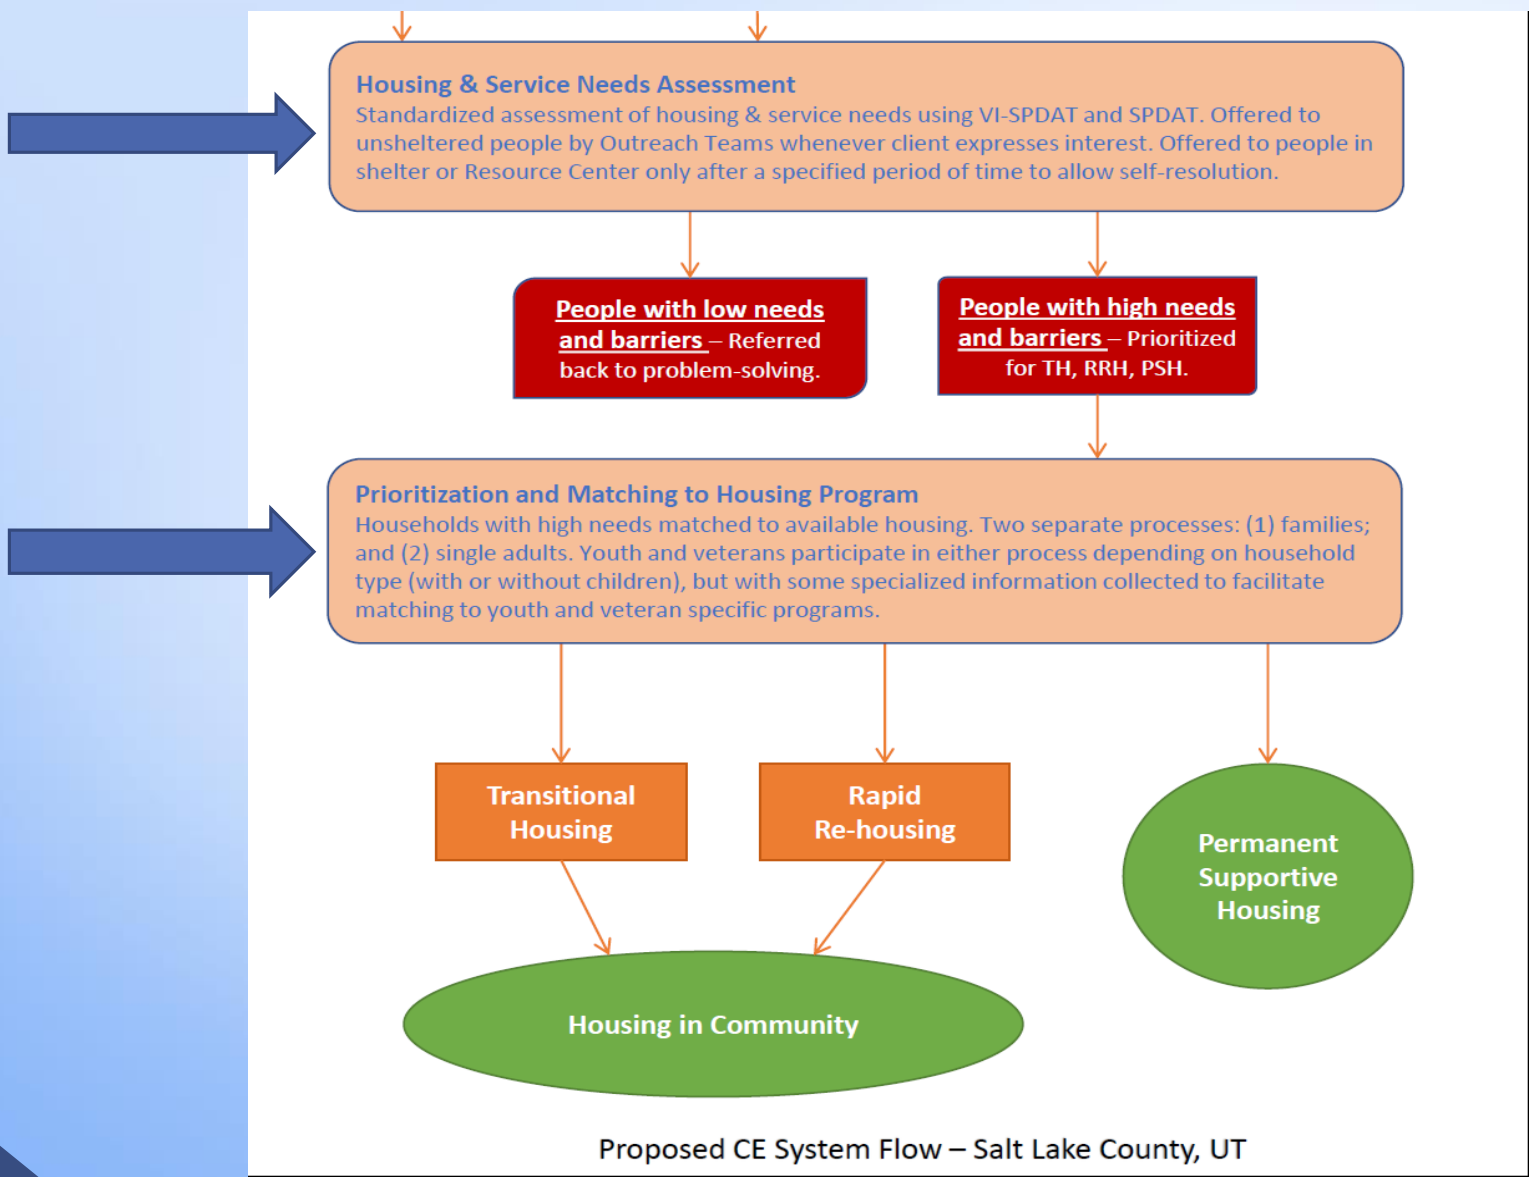 Housing & Service Needs Assessment
Standardized assessment of housing & service needs using VI-SPDAT and SPDAT. Offered to
unsheltered people by Outreach Teams whenever client expresses interest. Offered to people in
shelter or Resource Center only after a specified period of time to allow self-resolution.
People with low needs
and barriers – Referred
back to problem-solving.
People with high needs
and barriers – Prioritized
for TH, RRH, PSH.
Prioritization and Matching to Housing Program
Households with high needs matched to available housing. Two separate processes: (1) families;
and (2) single adults. Youth and veterans participate in either process depending on household
type (with or without children), but with some specialized information collected to facilitate
matching to youth and veteran specific programs.
Transitional
Housing
Rapid
Re-housing
Permanent
Supportive
Housing
Housing in Community
Proposed CE System Flow – Salt Lake County, UT